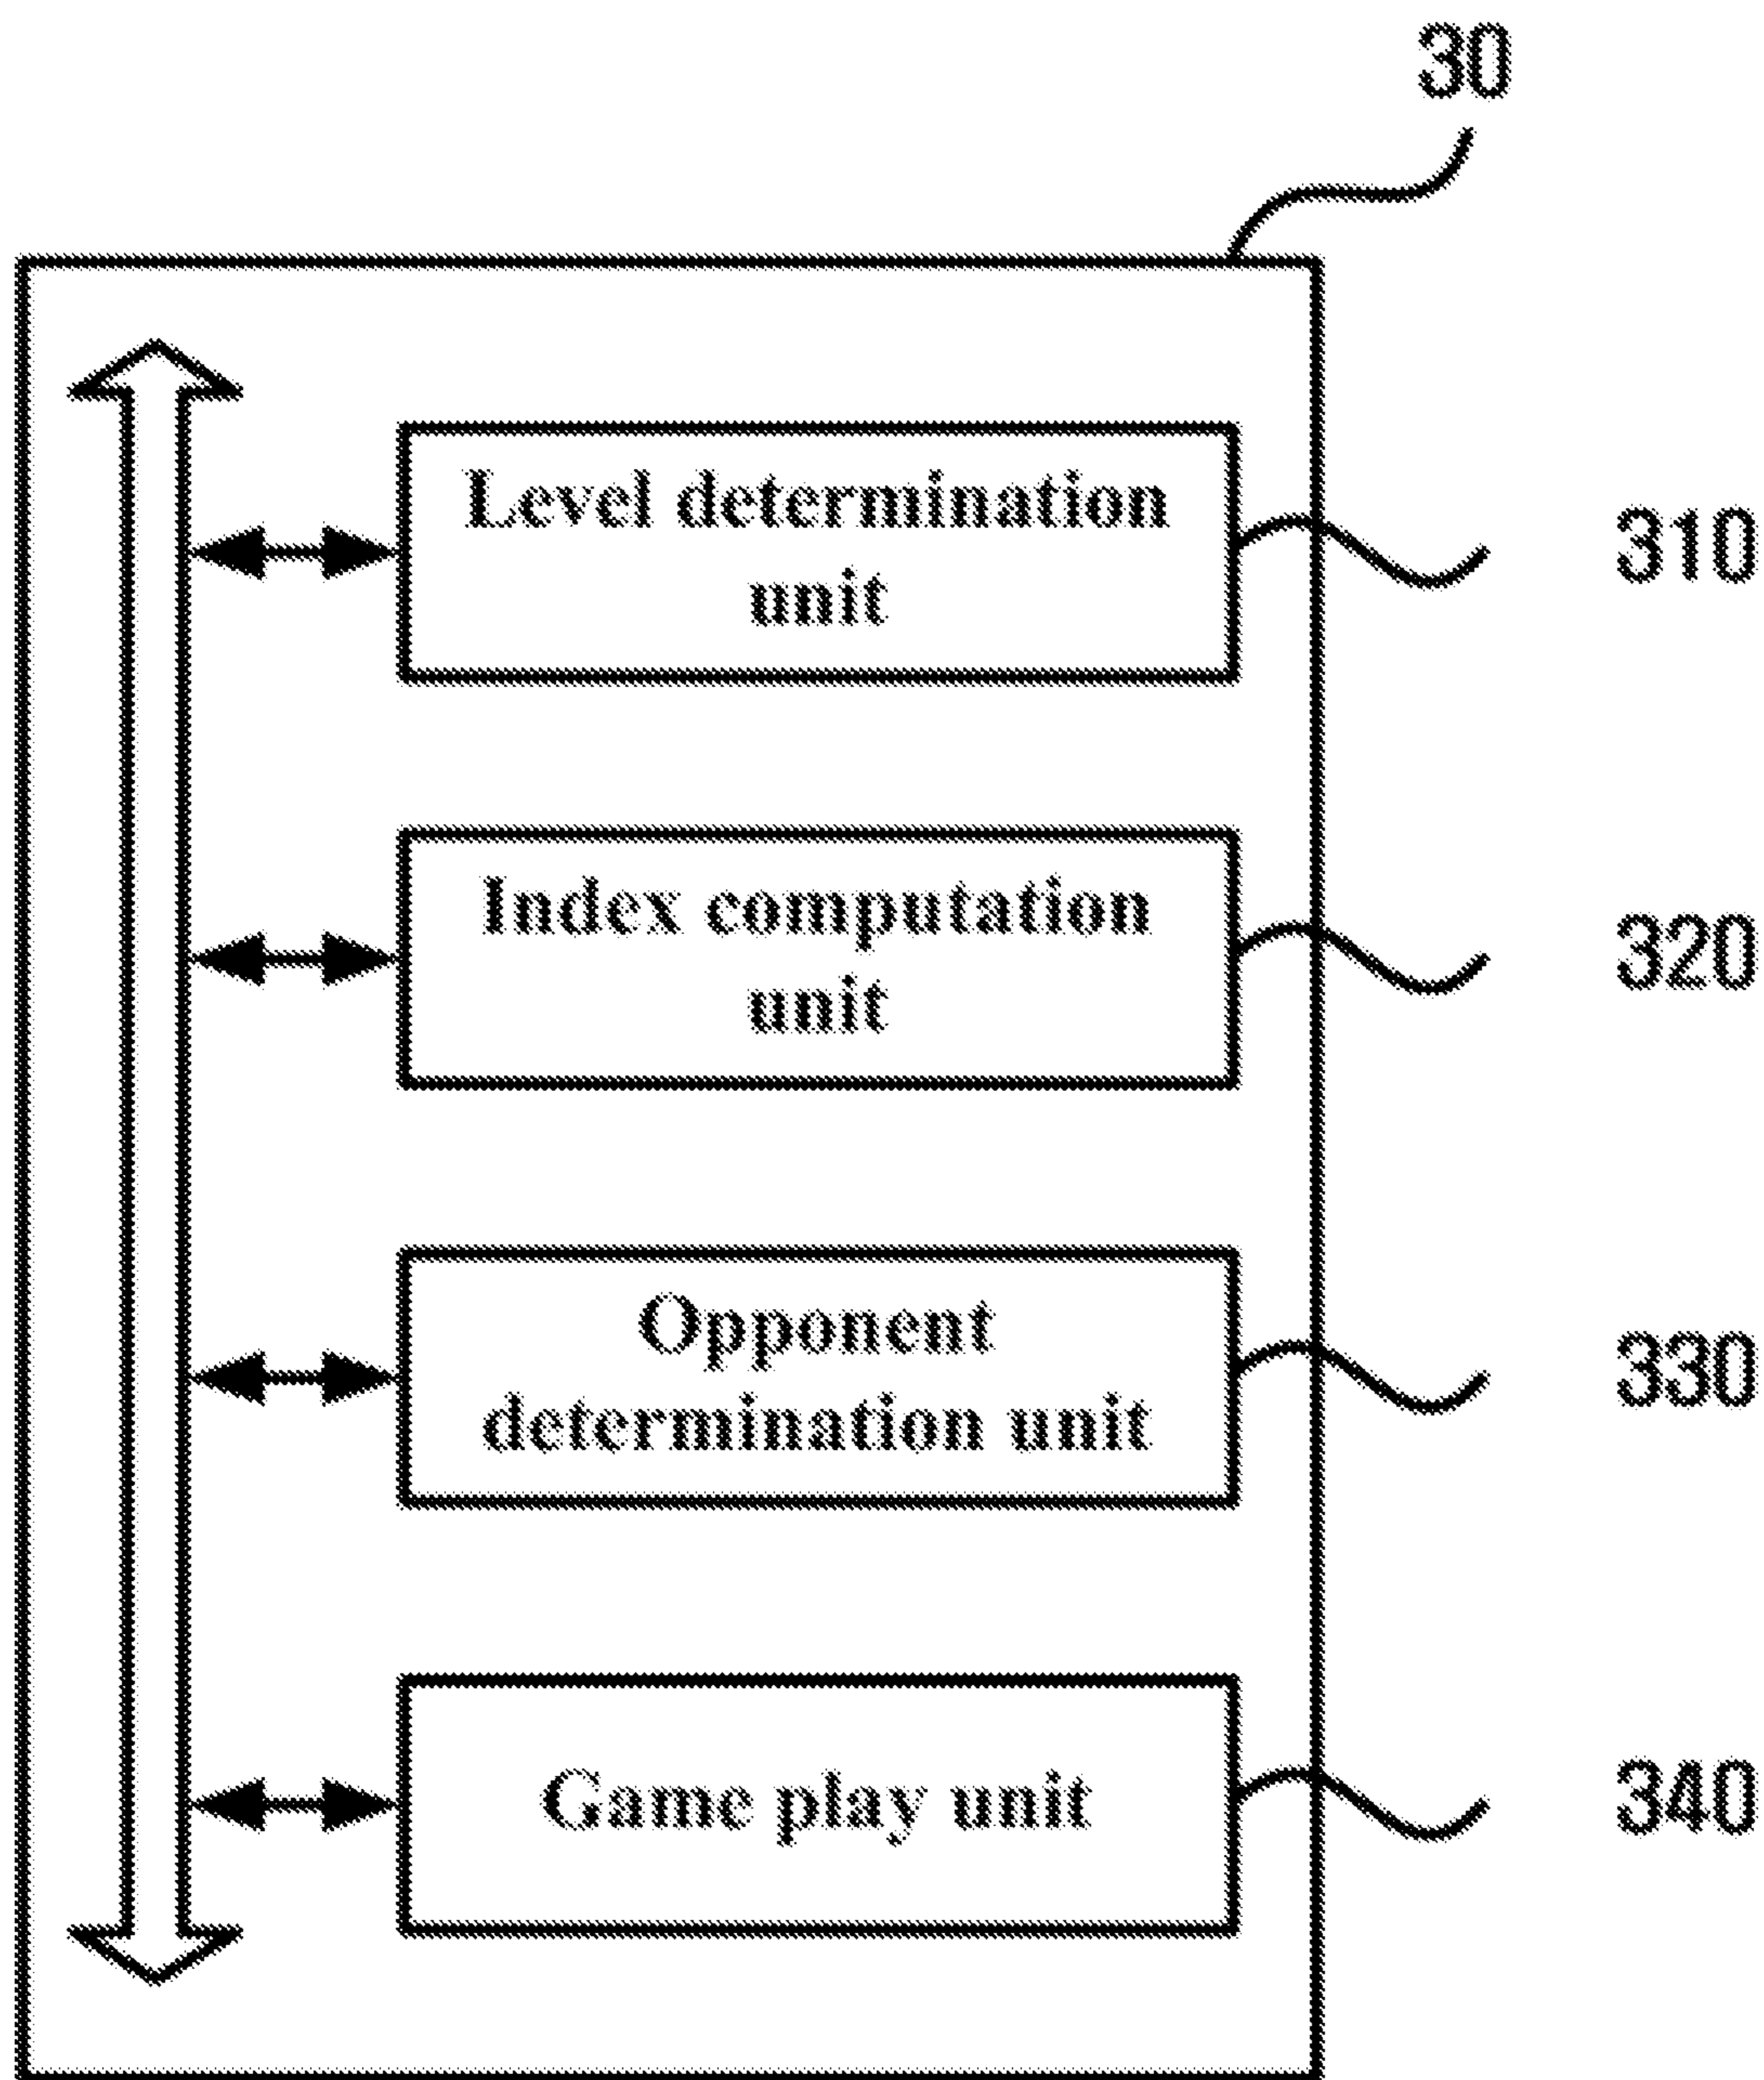 30
Level determination
unit
310
Index computation
unit
320
Opponent
determination unit
330
Game play unit
340